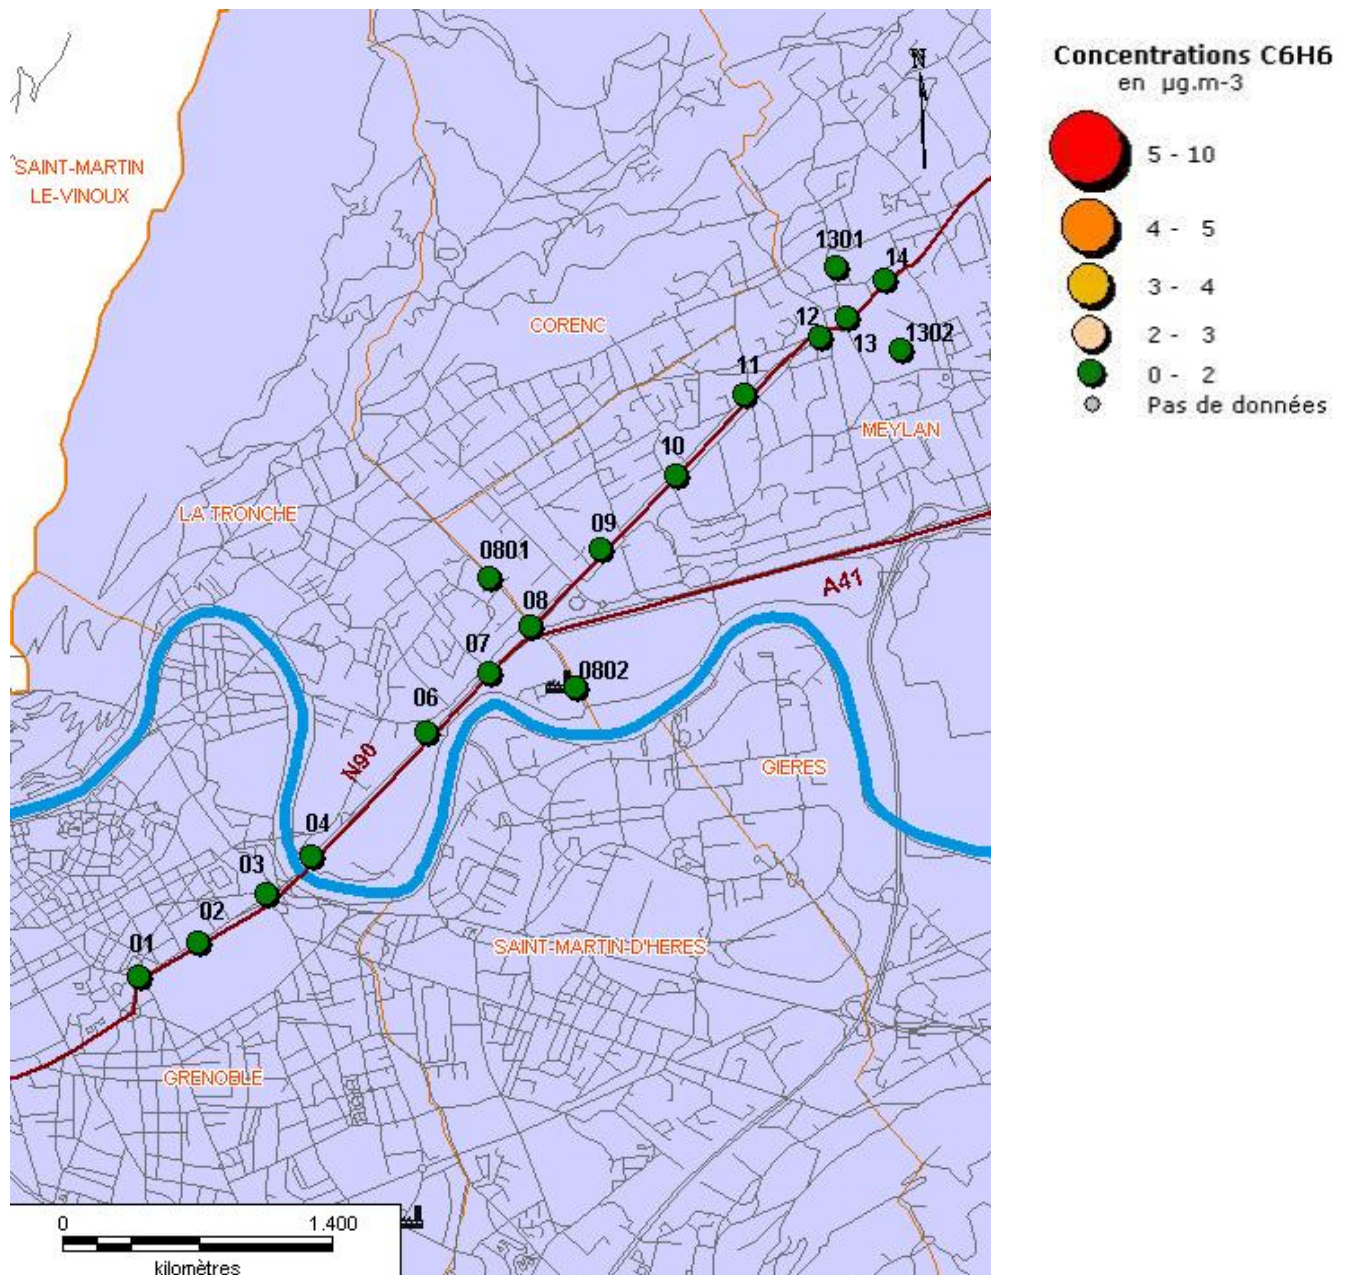 Concentrations C6H6
en µg.m-3
5 - 10
4 - 5
3 - 4
2 - 3
0 - 2
Pas de données
N
SAINT-MARTIN
LE-VINOUX
1301
14
CORENC
12
13
1302
11
MEYLAN
10
LA TRONCHE
09
0801
A41
08
07
0802
06
N90
GIERES
04
03
02
01
SAINT-MARTIN-D'HERES
GRENOBLE
0 1.400
kilomètres